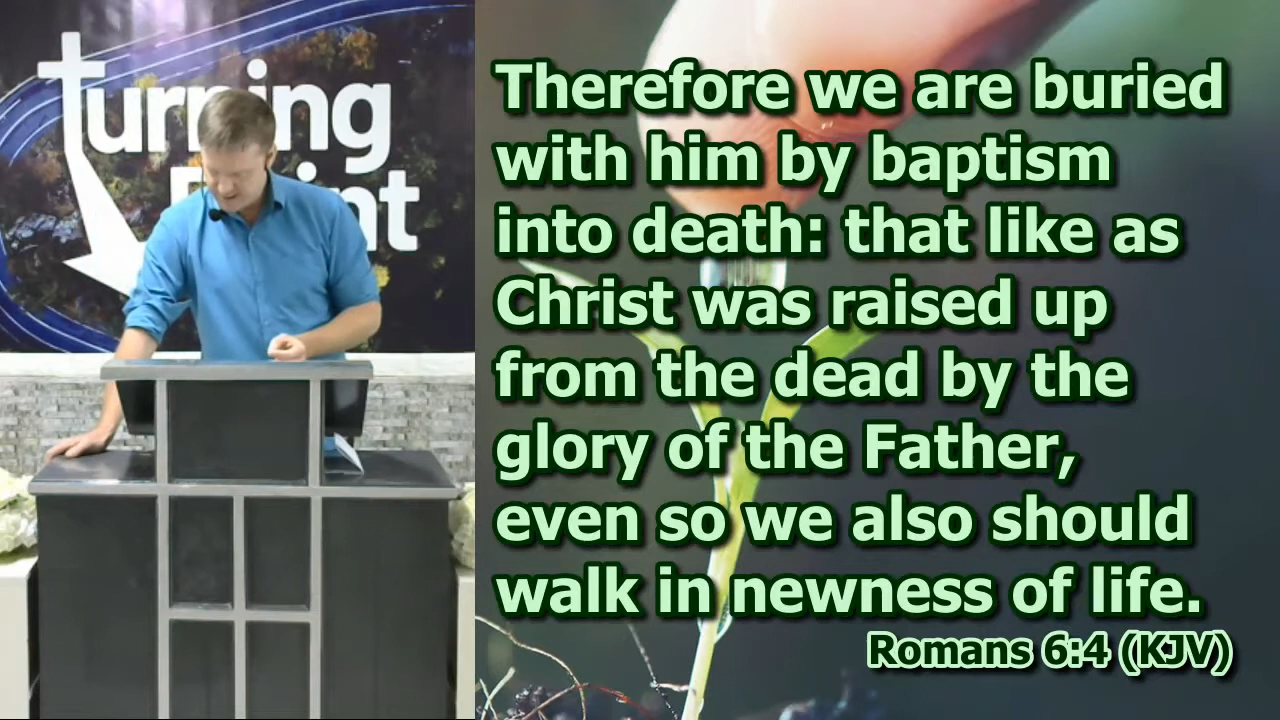 turning
Point
Therefore we are buried
with him by baptism
into death: that like as
Christ was raised up
from the dead by the
glory of the Father,
even so we also should
walk in newness of life.
Romans 6:4 (KJV)